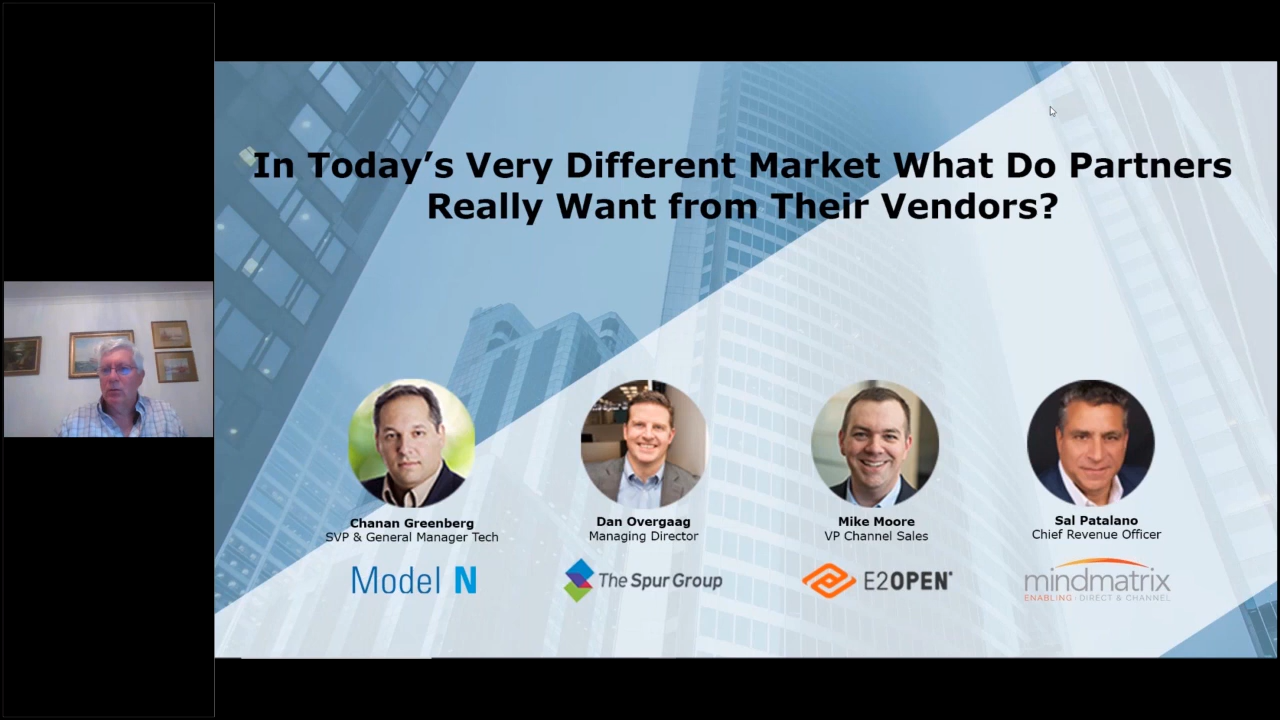 In Today’s Very Different Market What Do Partners
Really Want from Their Vendors?
Chanan Greenberg
SVP & General Manager Tech
Model N
Dan Overgaag
Managing Director
The Spur Group
Mike Moore
VP Channel Sales
E2OPEN
Sal Patalano
Chief Revenue Officer
mindmatrix
ENABLING · DIRECT & CHANNEL